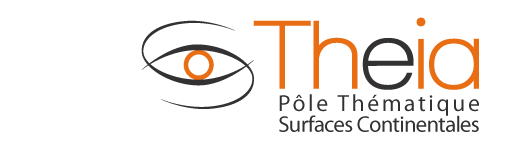 Theia
Pôle Thématique
Surfaces Continentales